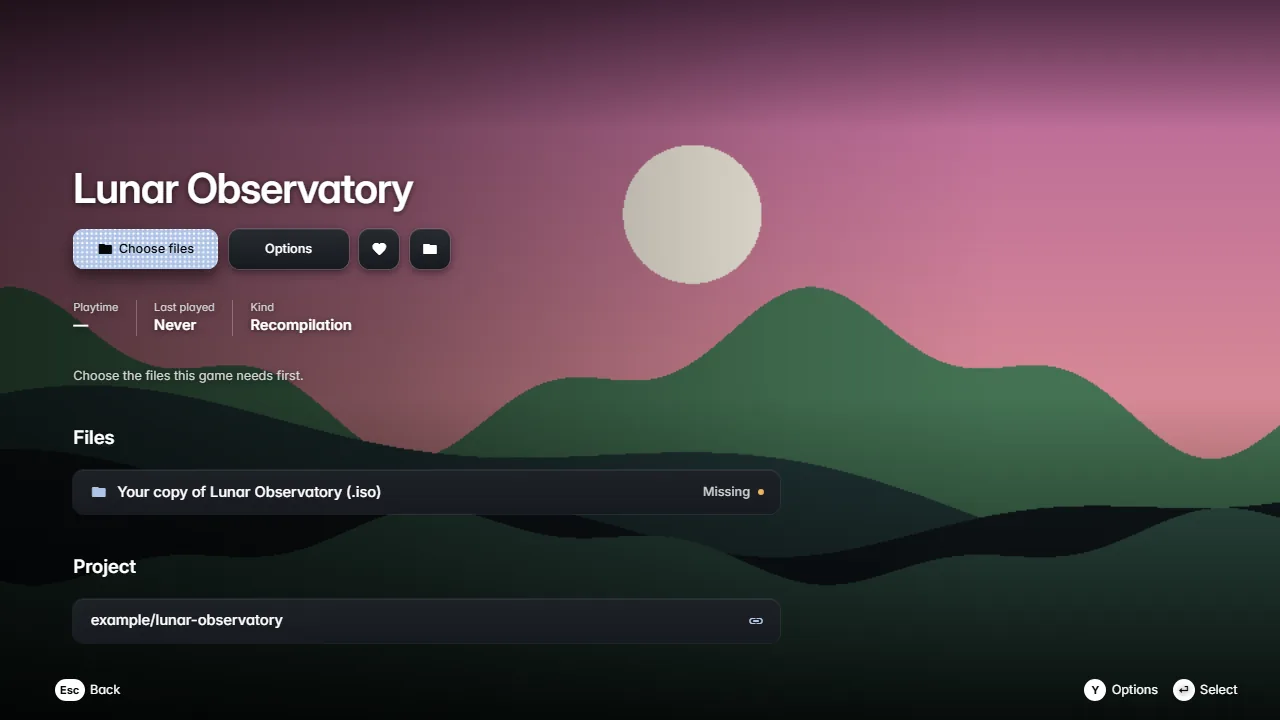 Lunar Observatory
Choose files
Options
Playtime
—
Last played
Never
Kind
Recompilation
Choose the files this game needs first.
Files
Your copy of Lunar Observatory (.iso)
Missing
Project
example/lunar-observatory
Esc Back
Y Options
⏎ Select